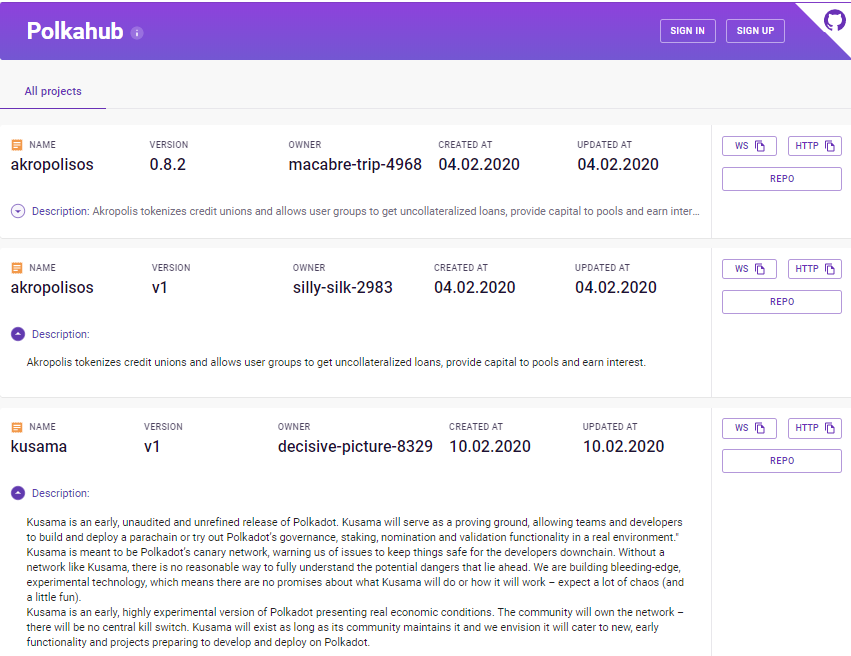 Polkahub
SIGN IN
SIGN UP
All projects
NAME VERSION OWNER CREATED AT UPDATED AT
akropolisos 0.8.2 macabre-trip-4968 04.02.2020 04.02.2020
WS HTTP
REPO
Description: Akropolis tokenizes credit unions and allows user groups to get uncollateralized loans, provide capital to pools and earn inter...
NAME VERSION OWNER CREATED AT UPDATED AT
akropolisos v1 silly-silk-2983 04.02.2020 04.02.2020
WS HTTP
REPO
Description:
Akropolis tokenizes credit unions and allows user groups to get uncollateralized loans, provide capital to pools and earn interest.
NAME VERSION OWNER CREATED AT UPDATED AT
kusama v1 decisive-picture-8329 10.02.2020 10.02.2020
WS HTTP
REPO
Description:
Kusama is an early, unaudited and unrefined release of Polkadot. Kusama will serve as a proving ground, allowing teams and developers
to build and deploy a parachain or try out Polkadot's governance, staking, nomination and validation functionality in a real environment."
Kusama is meant to be Polkadot's canary network, warning us of issues to keep things safe for the developers downchain. Without a
network like Kusama, there is no reasonable way to fully understand the potential dangers that lie ahead. We are building bleeding-edge,
experimental technology, which means there are no promises about what Kusama will do or how it will work – expect a lot of chaos (and
a little fun).
Kusama is an early, highly experimental version of Polkadot presenting real economic conditions. The community will own the network –
there will be no central kill switch. Kusama will exist as long as its community maintains it and we envision it will cater to new, early
functionality and projects preparing to develop and deploy on Polkadot.